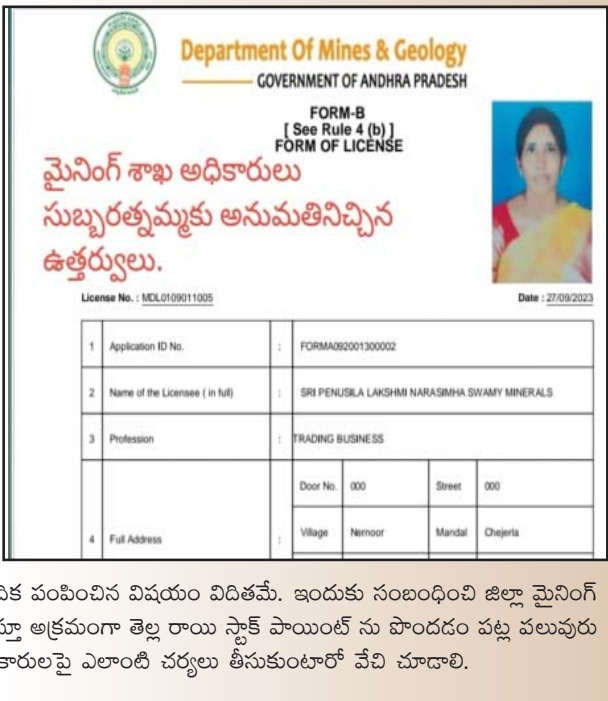 Department Of Mines & Geology
GOVERNMENT OF ANDHRA PRADESH
FORM-B
[ See Rule 4 (b) ]
FORM OF LICENSE
మైనింగ్ శాఖ అధికారులు
సుబ్బరత్నమ్మకు అనుమతినిచ్చిన
ఉత్తర్వులు.
License No. : MDL0109011005 Date : 27/09/2023
1 Application ID No. : FORMA092001300002
2 Name of the Licensee ( in full) : SRI PENUSILA LAKSHMI NARASIMHA SWAMY MINERALS
3 Profession : TRADING BUSINESS
Door No. 000 Street 000
4 Full Address : Village Nernoor Mandal Chejerla
పంపించిన విషయం విదితమే. ఇందుకు సంబంధించి జిల్లా మైనింగ్
అక్రమంగా తెల్ల రాయి స్టాక్ పాయింట్ ను పొందడం పట్ల పలువురు
కారులపై ఎలాంటి చర్యలు తీసుకుంటారో వేచి చూడాలి.